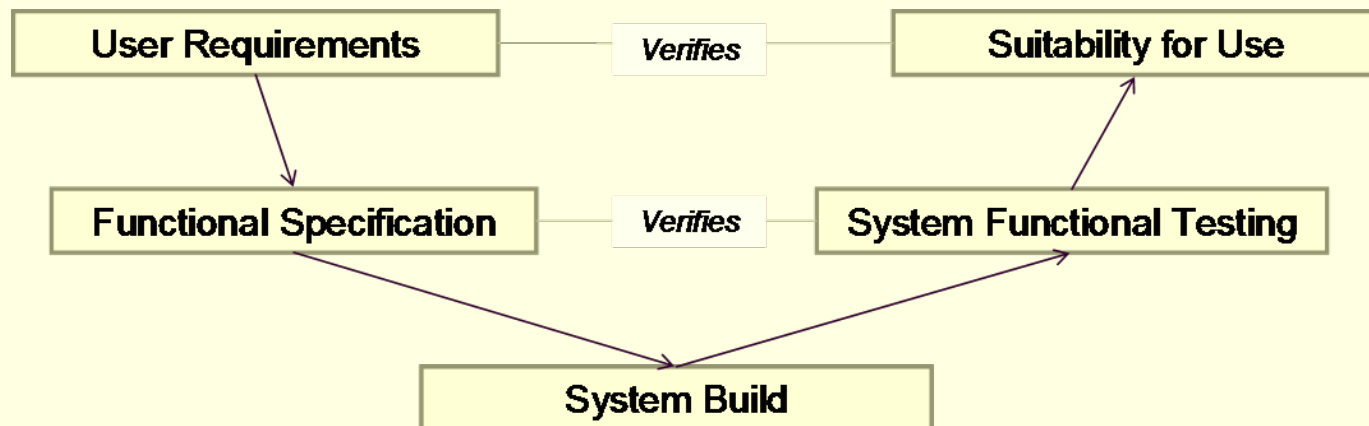 User Requirements
Verifies
Suitability for Use
Functional Specification
Verifies
System Functional Testing
System Build